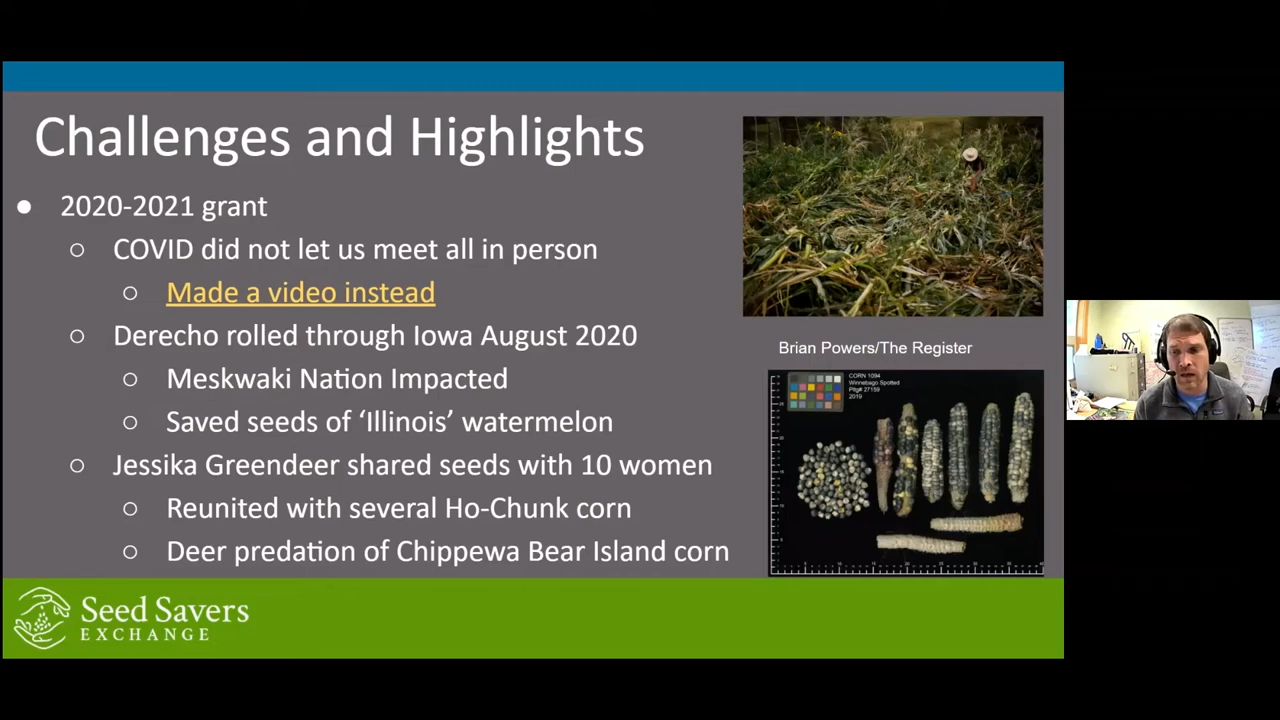 Challenges and Highlights
● 2020-2021 grant
○ COVID did not let us meet all in person
○ Made a video instead
○ Derecho rolled through Iowa August 2020
○ Meskwaki Nation Impacted
○ Saved seeds of ‘Illinois’ watermelon
○ Jessika Greendeer shared seeds with 10 women
○ Reunited with several Ho-Chunk corn
○ Deer predation of Chippewa Bear Island corn
Brian Powers/The Register
CORN 1094
Winnebago Spotted
Plt# 27159
2019
Seed Savers
EXCHANGE